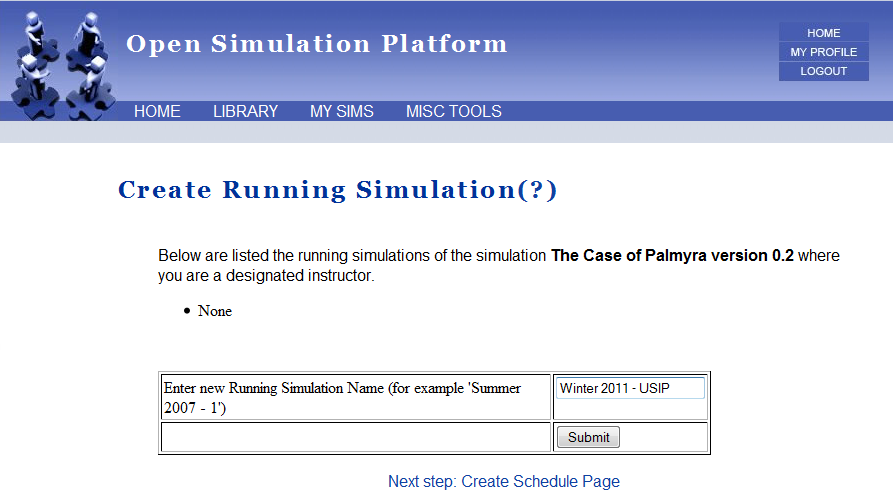 Open Simulation Platform
HOME
MY PROFILE
LOGOUT
HOME LIBRARY MY SIMS MISC TOOLS
Create Running Simulation(?)
Below are listed the running simulations of the simulation The Case of Palmyra version 0.2 where
you are a designated instructor.
• None
Enter new Running Simulation Name (for example 'Summer
2007 - 1')
Winter 2011 - USIP
Submit
Next step: Create Schedule Page